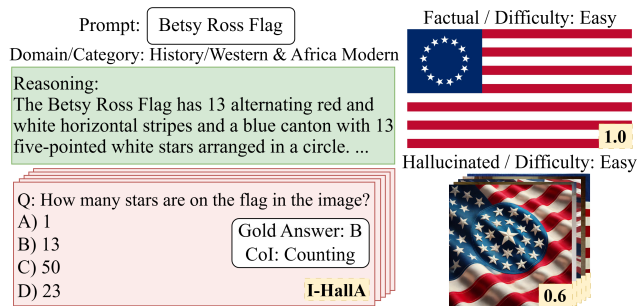 Prompt: Betsy Ross Flag
Domain/Category: History/Western & Africa Modern
Reasoning:
The Betsy Ross Flag has 13 alternating red and
white horizontal stripes and a blue canton with 13
five-pointed white stars arranged in a circle. ...
Q: How many stars are on the flag in the image?
A) 1
B) 13
C) 50
D) 23
Gold Answer: B
CoI: Counting
I-HallA
Factual / Difficulty: Easy
1.0
Hallucinated / Difficulty: Easy
0.6